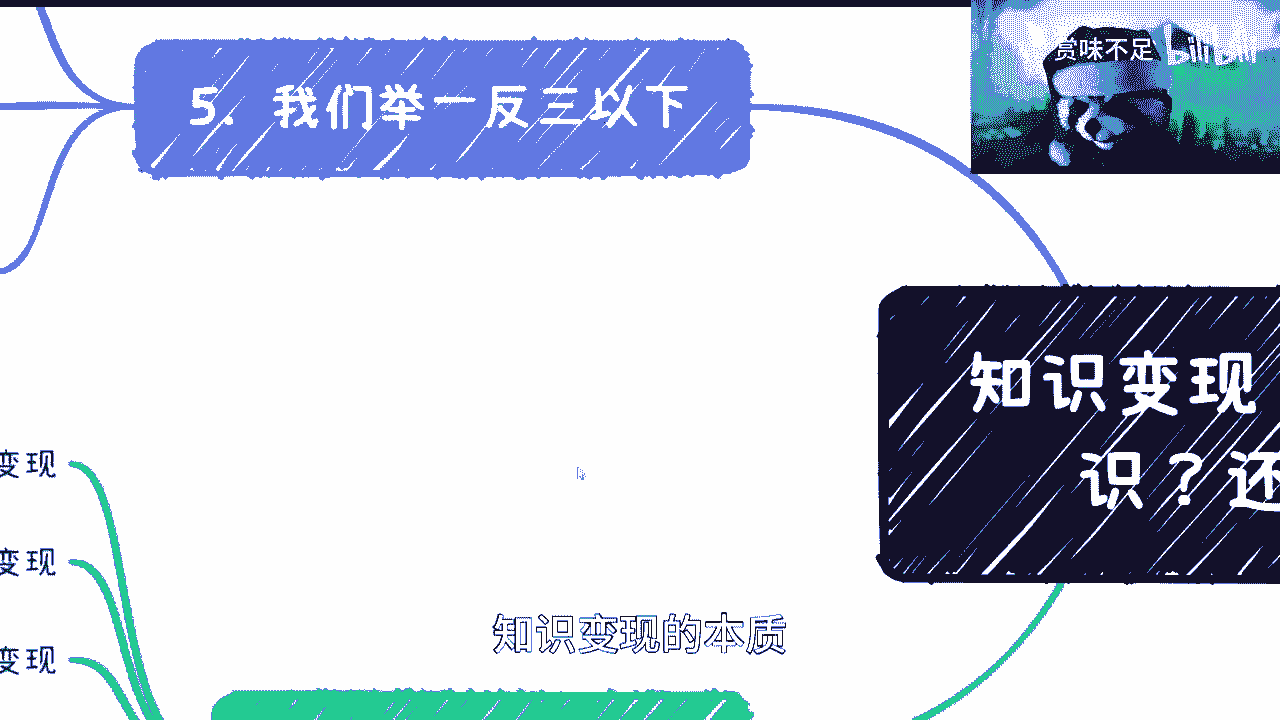 赏味不足 bilibili
5. 我们举一反三以下
知识变现
识？还
变现
变现
变现
知识变现的本质